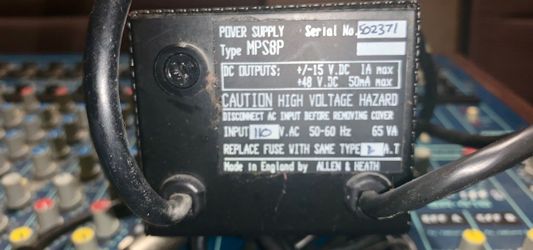 POWER SUPPLY Serial No. 502371
Type MPS8P
DC OUTPUTS: +/-15 V.DC 1A max
+48 V.DC 50mA max
CAUTION HIGH VOLTAGE HAZARD
DISCONNECT AC INPUT BEFORE REMOVING COVER
INPUT 110 V.AC 50-60 Hz 65 VA
REPLACE FUSE WITH SAME TYPE A.T
Made in England by ALLEN & HEATH